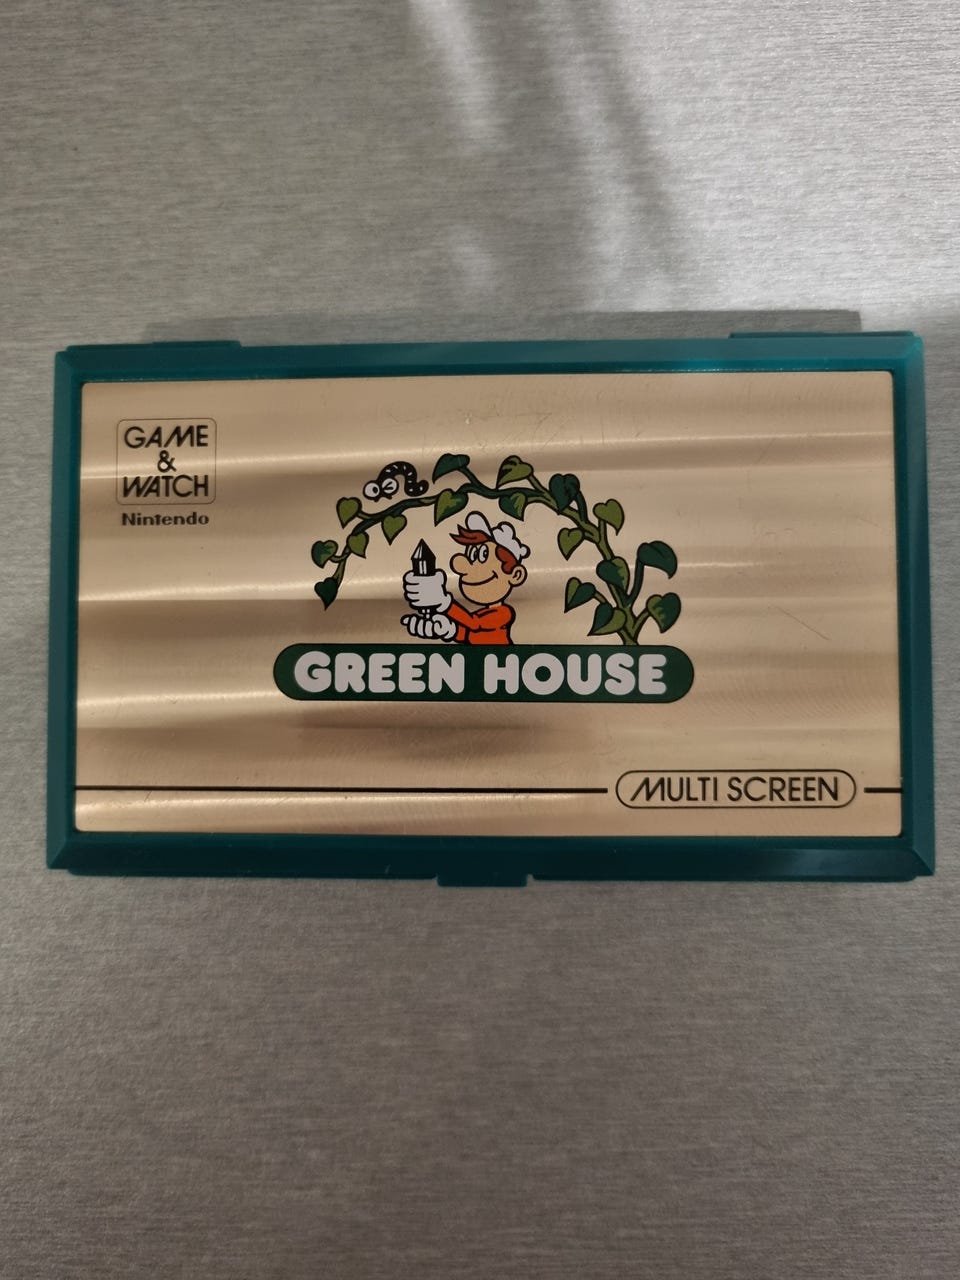 GAME
&
WATCH
Nintendo
GREEN HOUSE
MULTI SCREEN